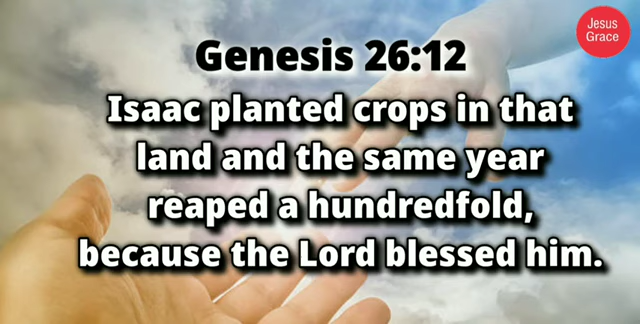 Jesus
Grace
Genesis 26:12
Isaac planted crops in that
land and the same year
reaped a hundredfold,
because the Lord blessed him.